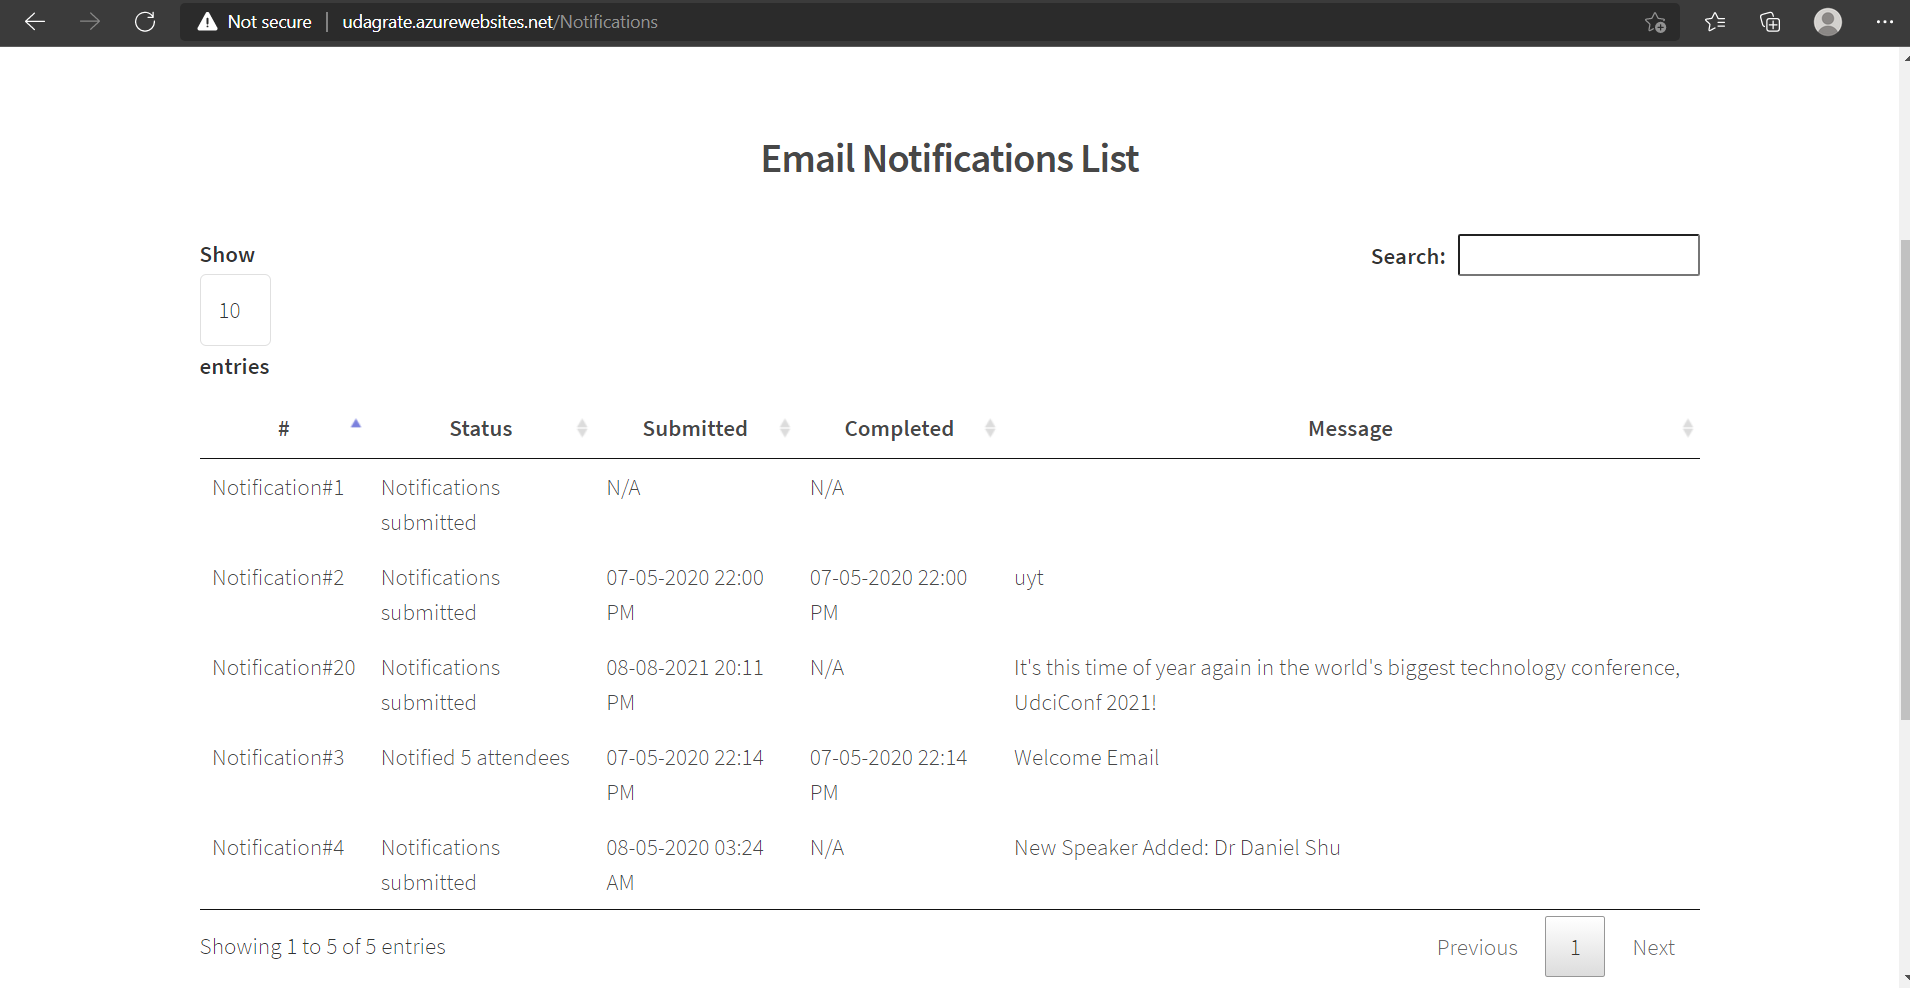 Not secure | udagrate.azurewebsites.net/Notifications
Email Notifications List
Show
10
entries
Search:
# Status Submitted Completed Message
Notification#1 Notifications N/A N/A
submitted
Notification#2 Notifications 07-05-2020 22:00 07-05-2020 22:00 uyt
submitted PM PM
Notification#20 Notifications 08-08-2021 20:11 N/A It's this time of year again in the world's biggest technology conference,
submitted PM UdciConf 2021!
Notification#3 Notified 5 attendees 07-05-2020 22:14 07-05-2020 22:14 Welcome Email
PM PM
Notification#4 Notifications 08-05-2020 03:24 N/A New Speaker Added: Dr Daniel Shu
submitted AM
Showing 1 to 5 of 5 entries Previous 1 Next